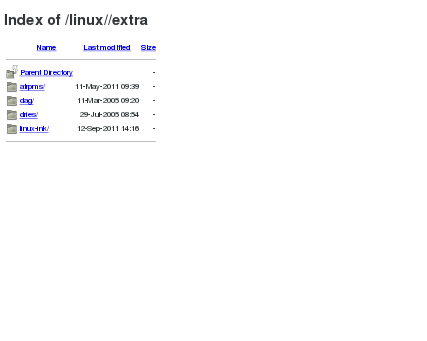 Index of /linux//extra
Name Last modified Size
Parent Directory -
atrpms/ 11-May-2011 09:39 -
dag/ 11-Mar-2005 09:20 -
dries/ 29-Jul-2005 08:54 -
linux-ink/ 12-Sep-2011 14:16 -